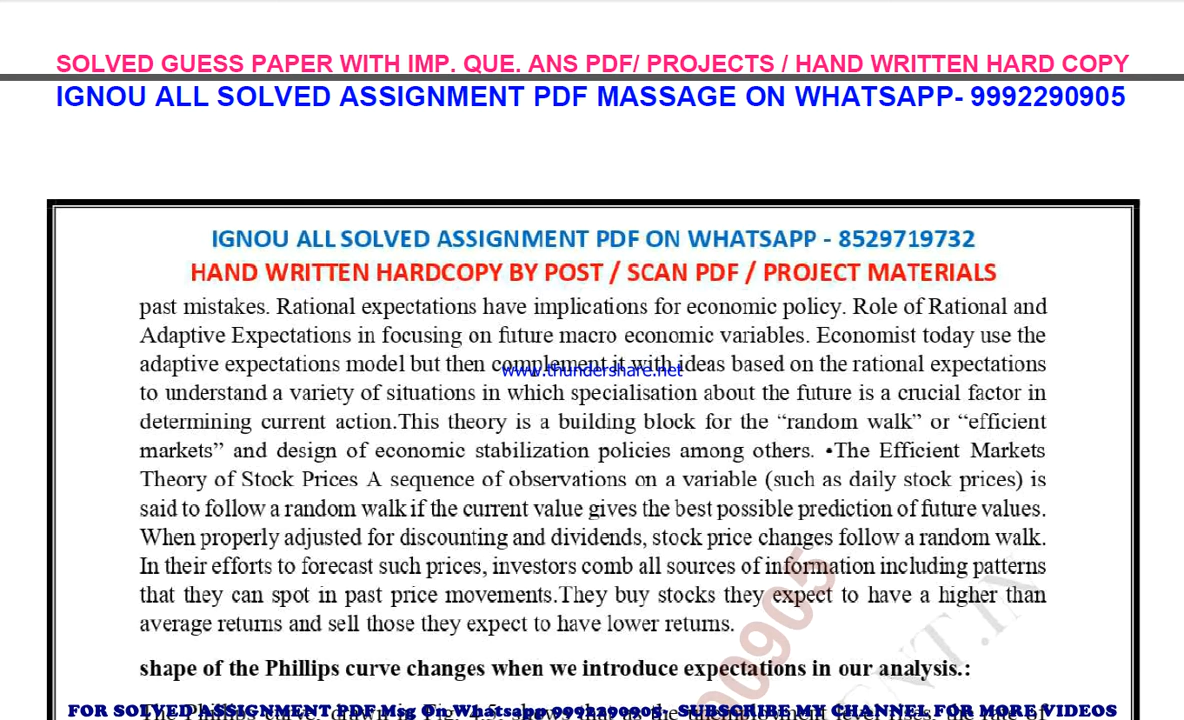 SOLVED GUESS PAPER WITH IMP. QUE. ANS PDF/ PROJECTS / HAND WRITTEN HARD COPY
IGNOU ALL SOLVED ASSIGNMENT PDF MASSAGE ON WHATSAPP- 9992290905
IGNOU ALL SOLVED ASSIGNMENT PDF ON WHATSAPP - 8529719732
HAND WRITTEN HARDCOPY BY POST / SCAN PDF / PROJECT MATERIALS
past mistakes. Rational expectations have implications for economic policy. Role of Rational and
Adaptive Expectations in focusing on future macro economic variables. Economist today use the
adaptive expectations model but then complement it with ideas based on the rational expectations
www.thundershare.net
to understand a variety of situations in which specialisation about the future is a crucial factor in
determining current action.This theory is a building block for the “random walk” or “efficient
markets” and design of economic stabilization policies among others. •The Efficient Markets
Theory of Stock Prices A sequence of observations on a variable (such as daily stock prices) is
said to follow a random walk if the current value gives the best possible prediction of future values.
When properly adjusted for discounting and dividends, stock price changes follow a random walk.
In their efforts to forecast such prices, investors comb all sources of information including patterns
that they can spot in past price movements.They buy stocks they expect to have a higher than
average returns and sell those they expect to have lower returns.
shape of the Phillips curve changes when we introduce expectations in our analysis.:
FOR SOLVED ASSIGNMENT PDF Msg On Whatsapp 9992290905- SUBSCRIBE MY CHANNEL FOR MORE VIDEOS